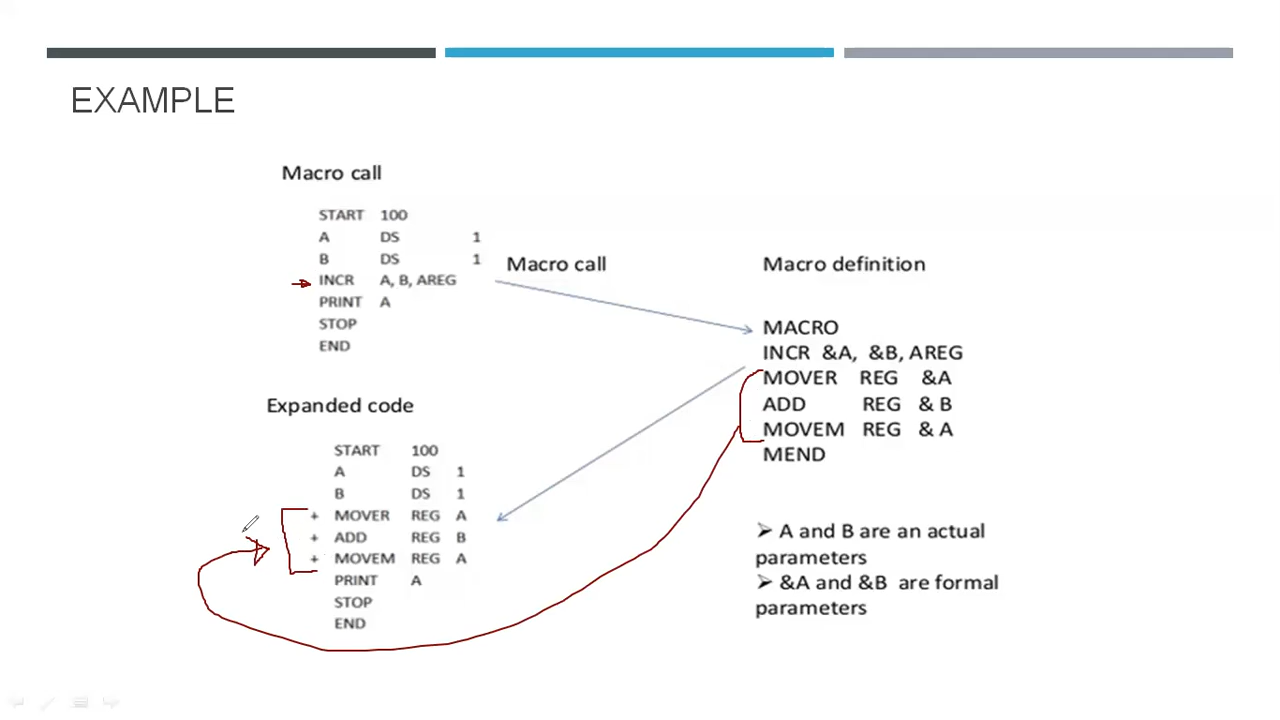 EXAMPLE
Macro call
START 100
A DS 1
B DS 1
INCR A, B, AREG
PRINT A
STOP
END
Macro call
Macro definition
MACRO
INCR &A, &B, AREG
MOVER REG &A
ADD REG & B
MOVEM REG & A
MEND
Expanded code
START 100
A DS 1
B DS 1
+ MOVER REG A
+ ADD REG B
+ MOVEM REG A
PRINT A
STOP
END
➢ A and B are an actual
parameters
➢ &A and &B are formal
parameters